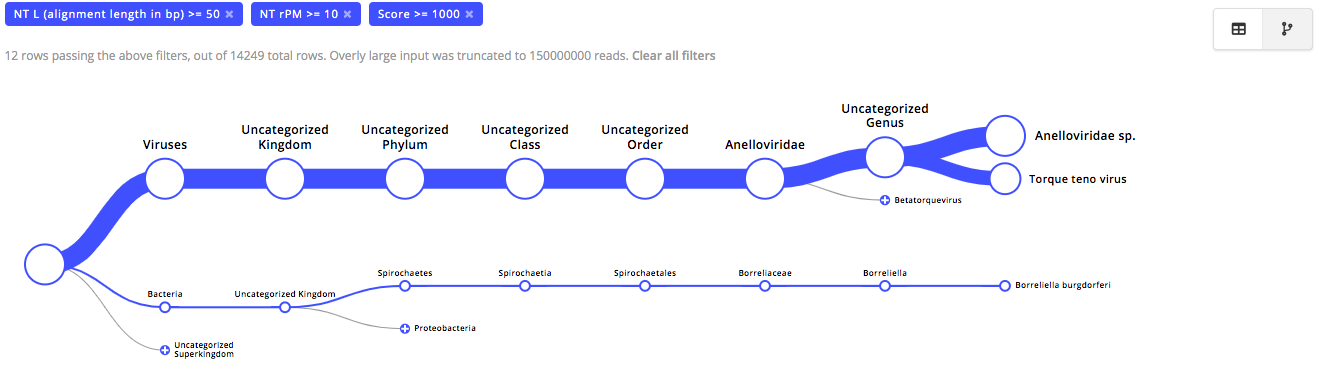 NT L (alignment length in bp) >= 50 ×
NT rPM >= 10 ×
Score >= 1000 ×
12 rows passing the above filters, out of 14249 total rows. Overly large input was truncated to 150000000 reads. Clear all filters
Viruses
Uncategorized
Kingdom
Uncategorized
Phylum
Uncategorized
Class
Uncategorized
Order
Anelloviridae
Uncategorized
Genus
Anelloviridae sp.
Torque teno virus
Betatorquevirus
Bacteria
Uncategorized Kingdom
Spirochaetes
Spirochaetia
Spirochaetales
Borreliaceae
Borreliella
Borreliella burgdorferi
Proteobacteria
Uncategorized
Superkingdom